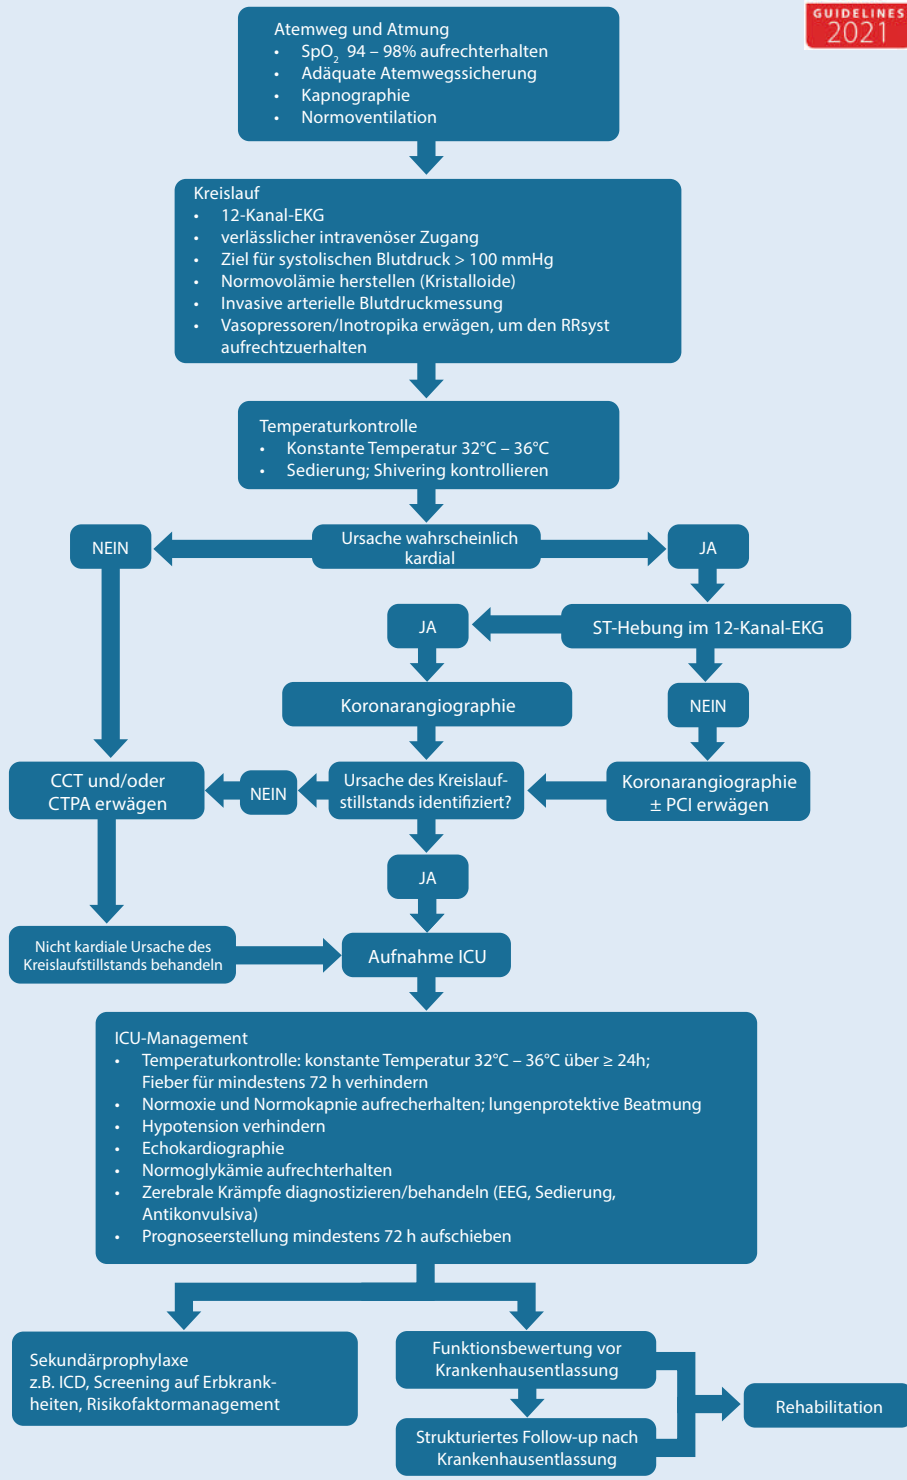 GUIDELINES
2021
Atemweg und Atmung
• SpO₂ 94 – 98% aufrechterhalten
• Adäquate Atemwegssicherung
• Kapnographie
• Normoventilation
Kreislauf
• 12-Kanal-EKG
• verlässlicher intravenöser Zugang
• Ziel für systolischen Blutdruck > 100 mmHg
• Normovolämie herstellen (Kristalloide)
• Invasive arterielle Blutdruckmessung
• Vasopressoren/Inotropika erwägen, um den RRsyst
aufrechtzuerhalten
Temperaturkontrolle
• Konstante Temperatur 32°C – 36°C
• Sedierung; Shivering kontrollieren
NEIN
Ursache wahrscheinlich
kardial
JA
JA
ST-Hebung im 12-Kanal-EKG
Koronarangiographie
NEIN
CCT und/oder
CTPA erwägen
NEIN
Ursache des Kreislauf-
stillstands identifiziert?
Koronarangiographie
± PCI erwägen
JA
Nicht kardiale Ursache des
Kreislaufstillstands behandeln
Aufnahme ICU
ICU-Management
• Temperaturkontrolle: konstante Temperatur 32°C – 36°C über ≥ 24h;
Fieber für mindestens 72 h verhindern
• Normoxie und Normokapnie aufrecherhalten; lungenprotektive Beatmung
• Hypotension verhindern
• Echokardiographie
• Normoglykämie aufrechterhalten
• Zerebrale Krämpfe diagnostizieren/behandeln (EEG, Sedierung,
Antikonvulsiva)
• Prognoseerstellung mindestens 72 h aufschieben
Sekundärprophylaxe
z.B. ICD, Screening auf Erbkrank-
heiten, Risikofaktormanagement
Funktionsbewertung vor
Krankenhausentlassung
Strukturiertes Follow-up nach
Krankenhausentlassung
Rehabilitation